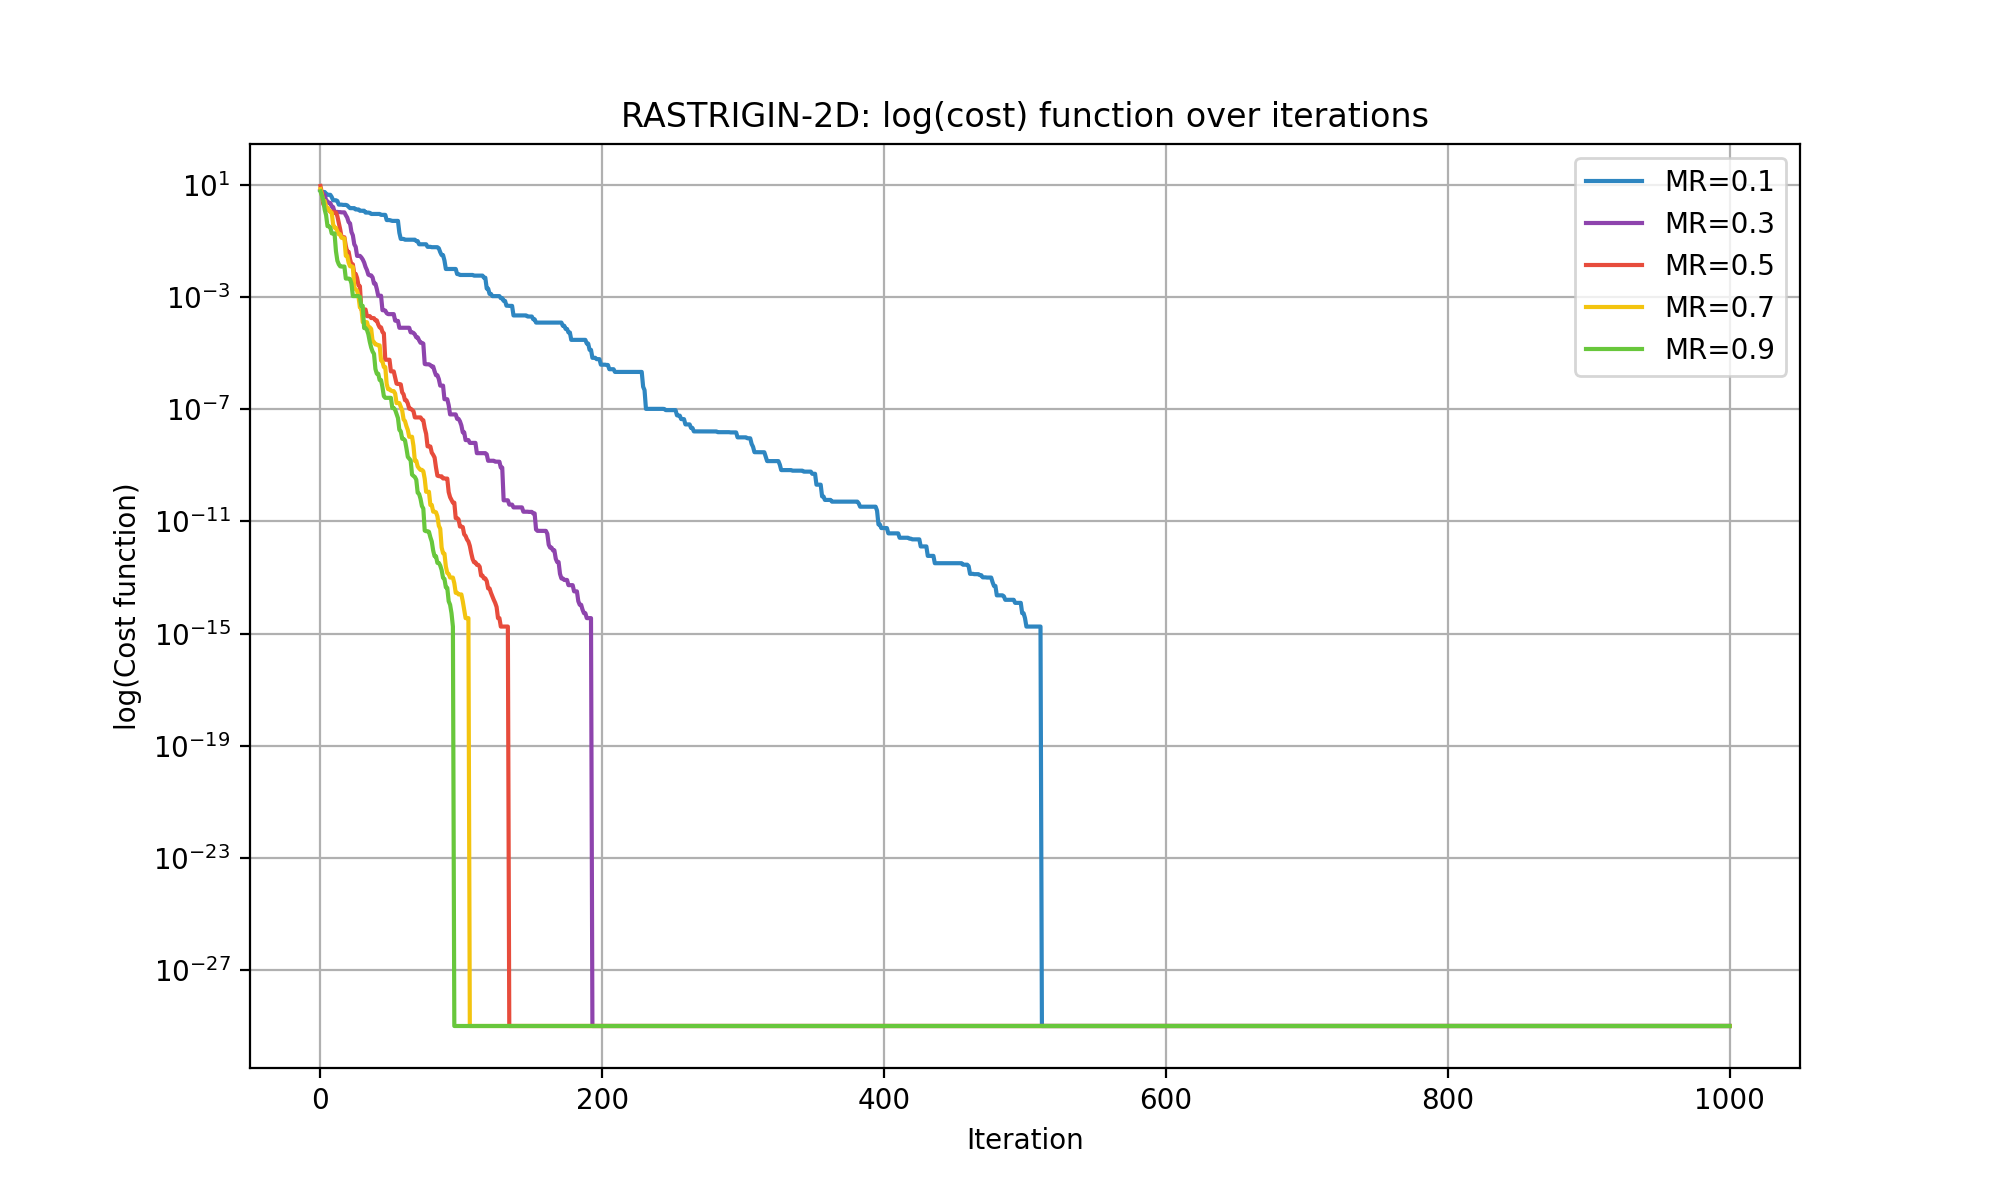 RASTRIGIN-2D: log(cost) function over iterations
MR=0.1
MR=0.3
MR=0.5
MR=0.7
MR=0.9
log(Cost function)
10¹
10⁻³
10⁻⁷
10⁻¹¹
10⁻¹⁵
10⁻¹⁹
10⁻²³
10⁻²⁷
0 200 400 600 800 1000
Iteration